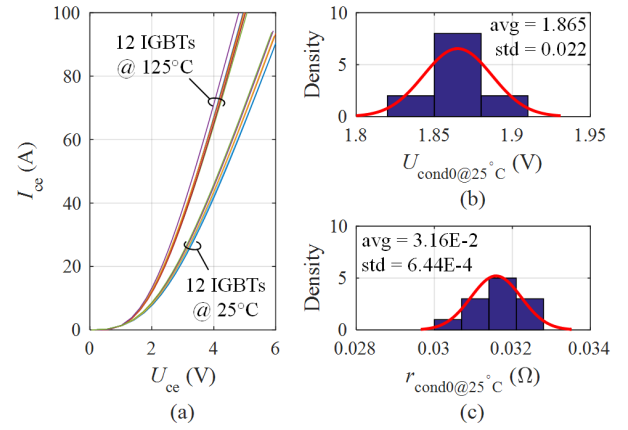 100
80
60
40
20
0
0
2
4
6
I_ce (A)
U_ce (V)
12 IGBTs
@ 125°C
12 IGBTs
@ 25°C
(a)
10
5
0
Density
avg = 1.865
std = 0.022
1.8
1.85
1.9
1.95
U_cond0@25°C (V)
(b)
10
5
0
Density
avg = 3.16E-2
std = 6.44E-4
0.028
0.03
0.032
0.034
r_cond0@25°C (Ω)
(c)